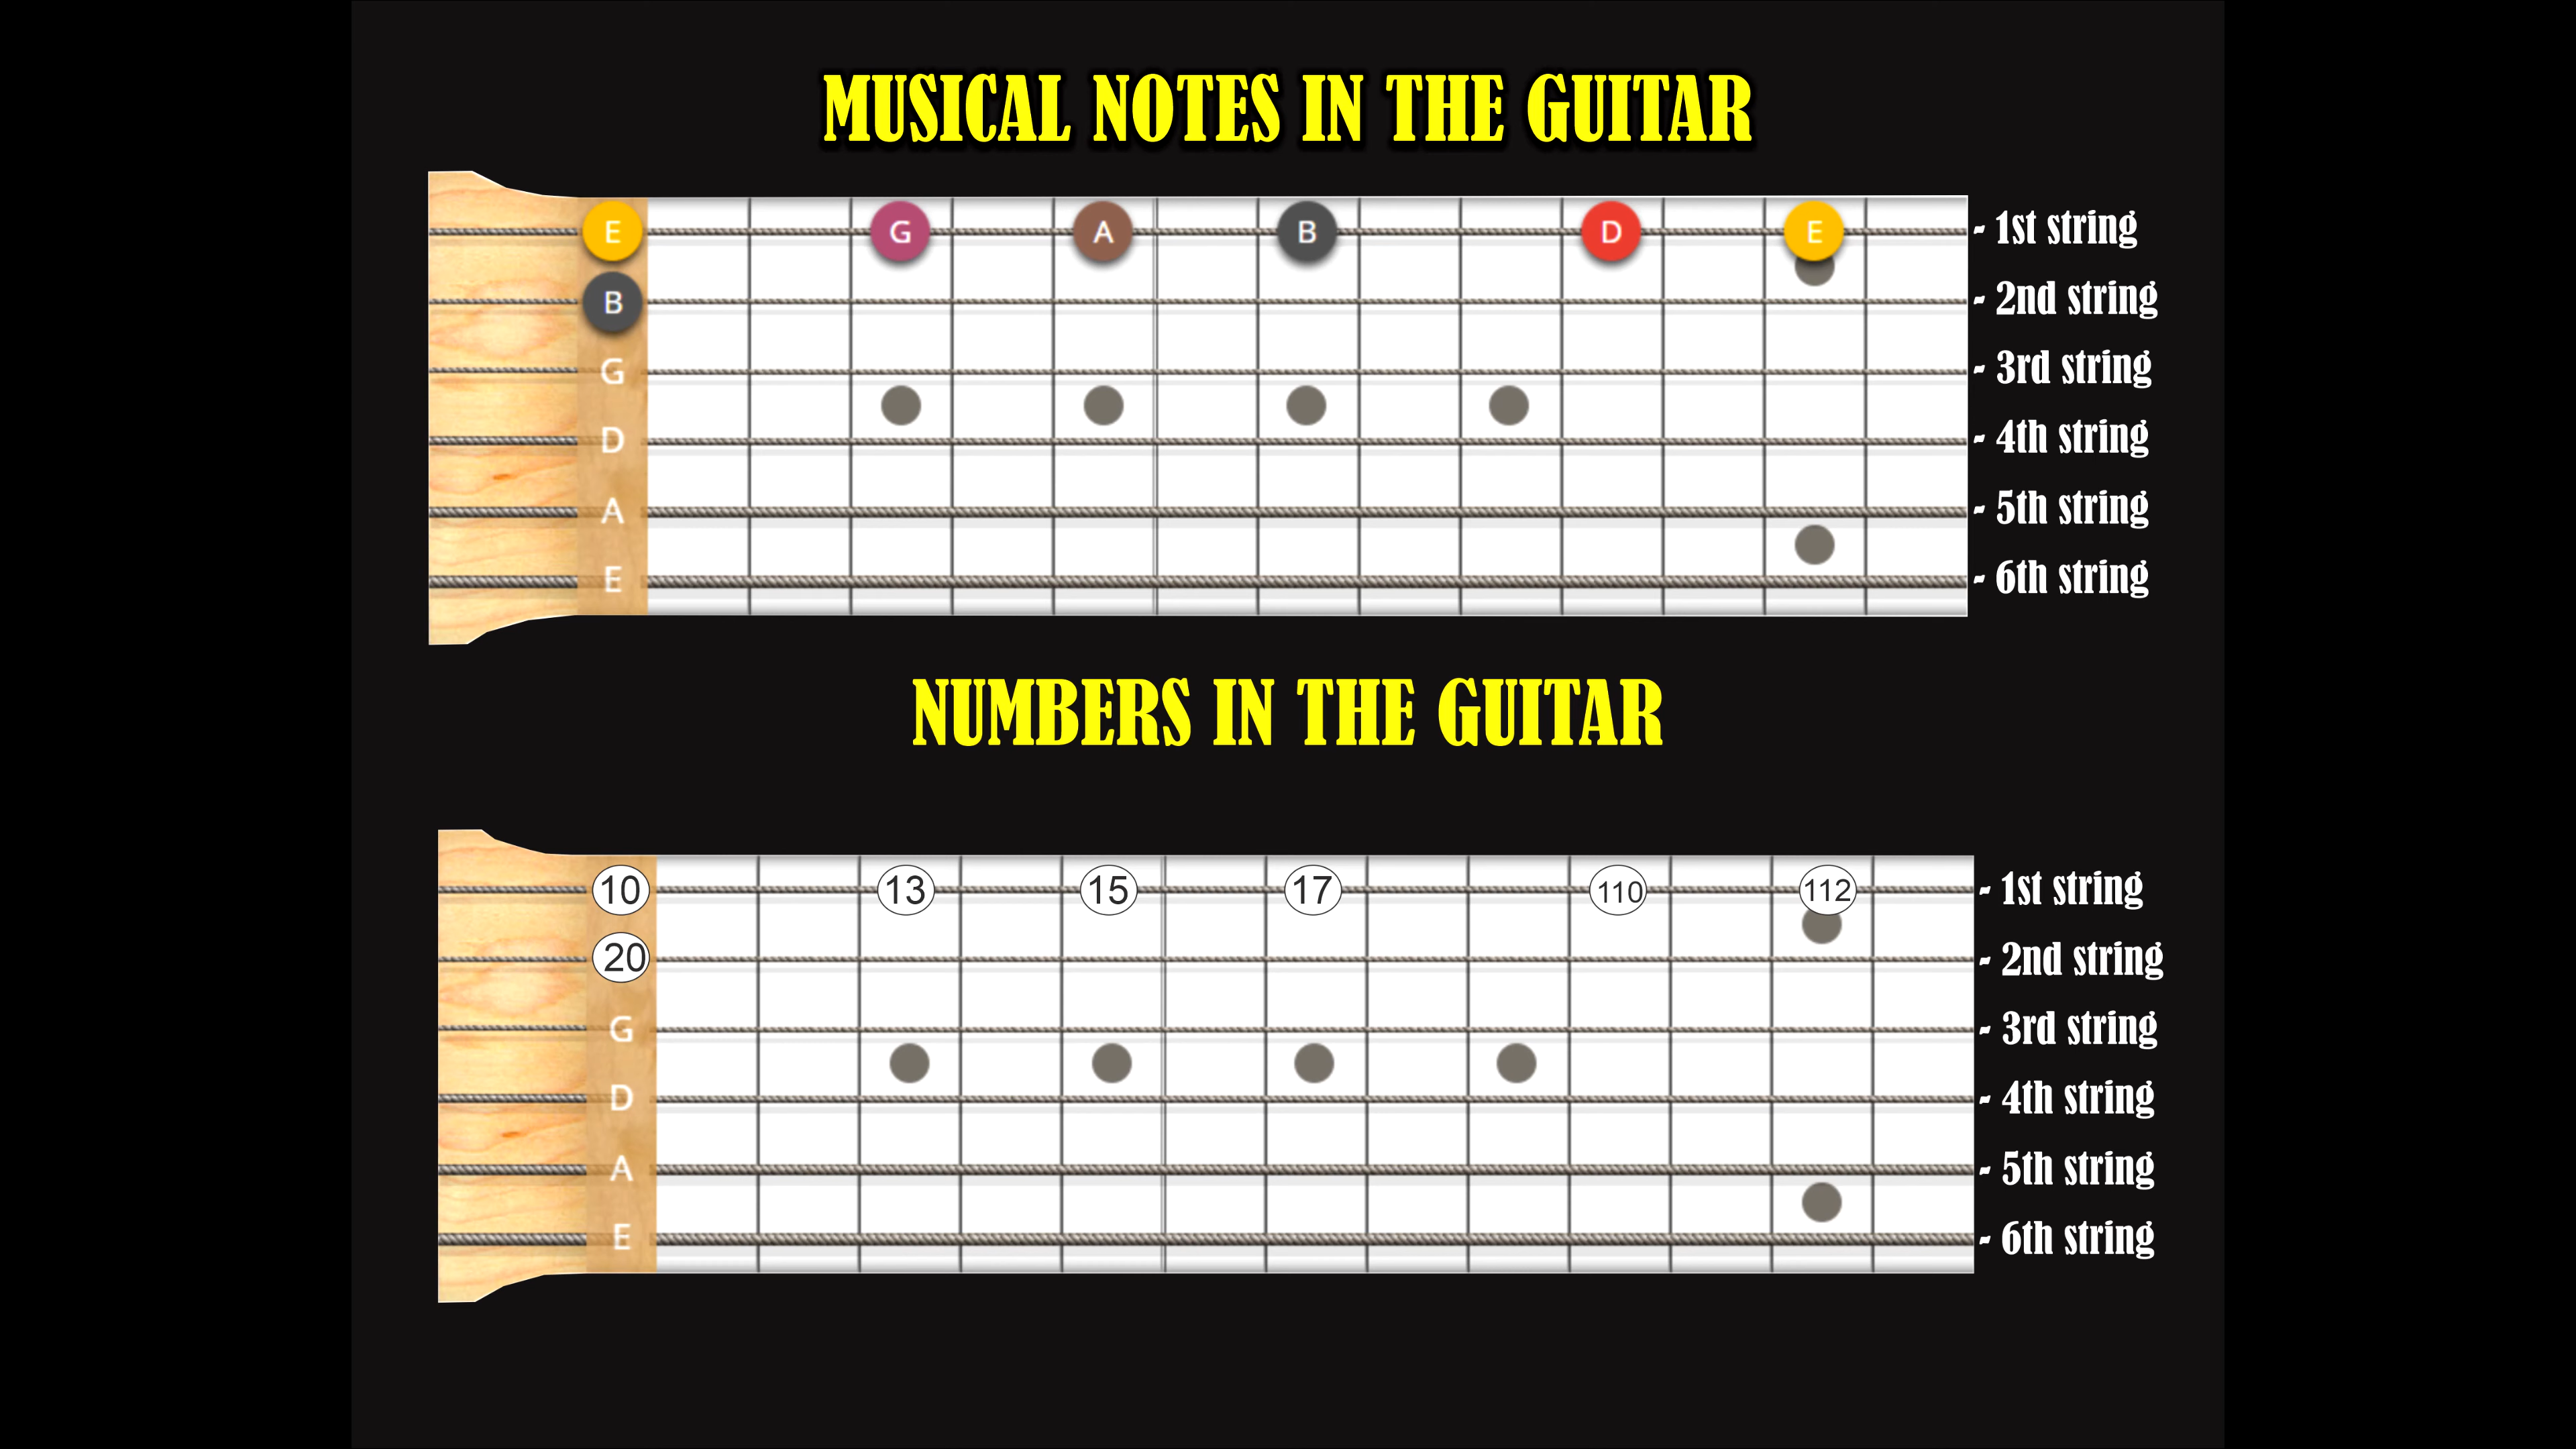 MUSICAL NOTES IN THE GUITAR
E G A B D E - 1st string
B - 2nd string
G - 3rd string
D - 4th string
A - 5th string
E - 6th string
NUMBERS IN THE GUITAR
10 13 15 17 110 112 - 1st string
20 - 2nd string
G - 3rd string
D - 4th string
A - 5th string
E - 6th string